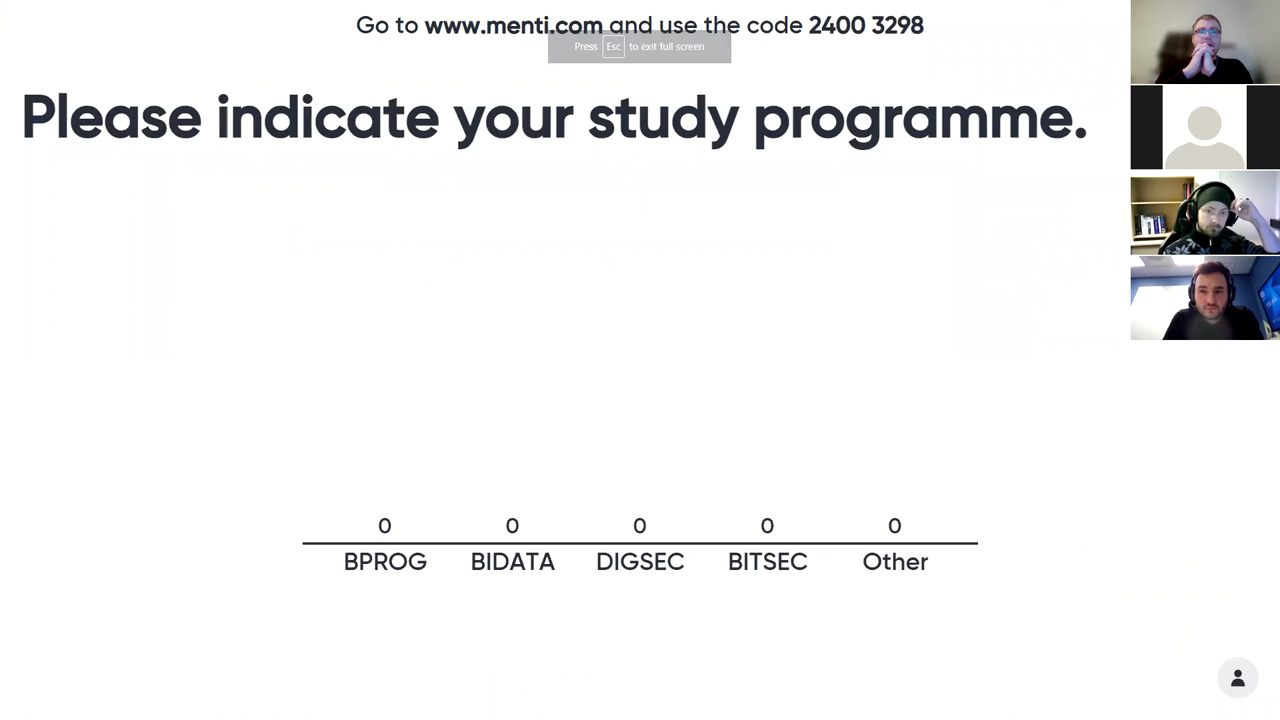 Go to www.menti.com and use the code 2400 3298
Press Esc to exit full screen
Please indicate your study programme.
0 0 0 0 0
BPROG BIDATA DIGSEC BITSEC Other